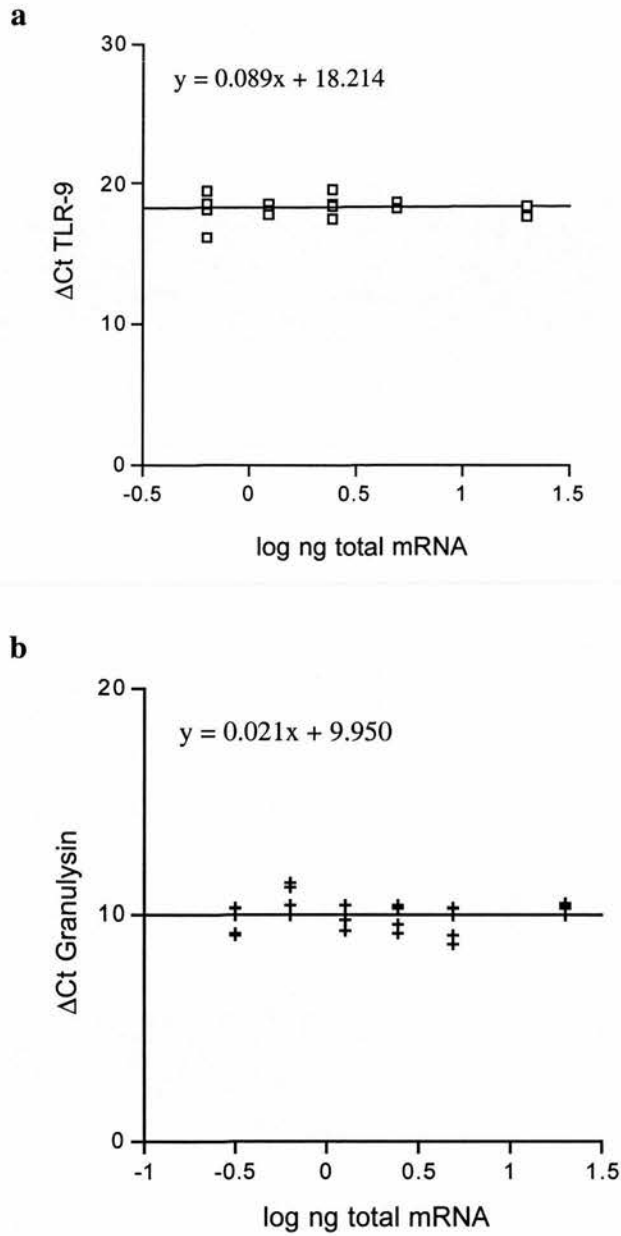 a
30
y = 0.089x + 18.214
20
ΔCt TLR-9
10
0
-0.5 0 0.5 1 1.5
log ng total mRNA
b
20
y = 0.021x + 9.950
ΔCt Granulysin
10
0
-1 -0.5 0 0.5 1 1.5
log ng total mRNA